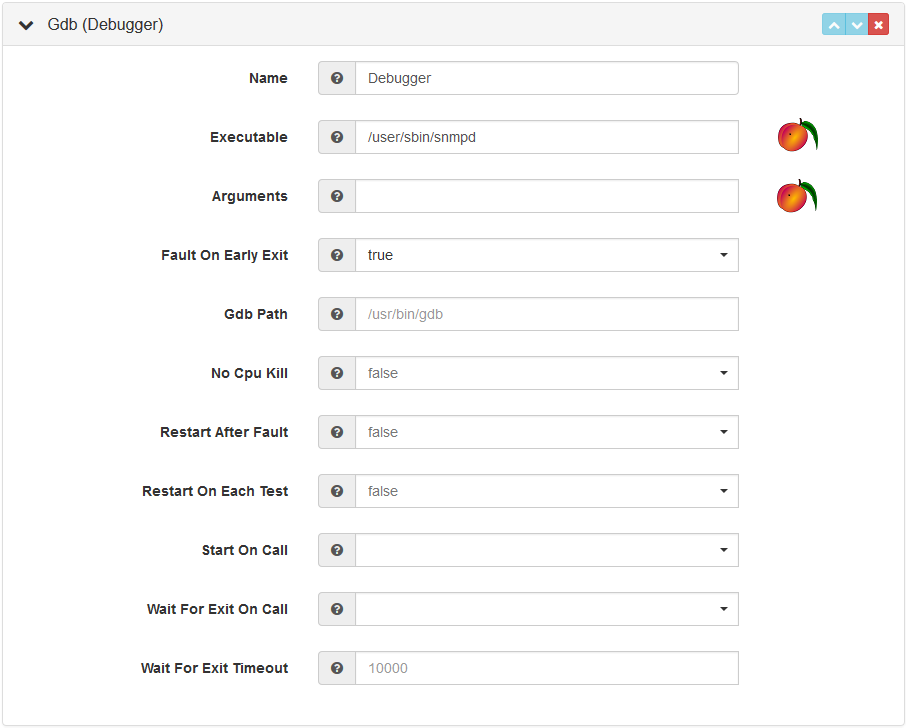 Gdb (Debugger)
Name Debugger
Executable /user/sbin/snmpd
Arguments
Fault On Early Exit true
Gdb Path /usr/bin/gdb
No Cpu Kill false
Restart After Fault false
Restart On Each Test false
Start On Call
Wait For Exit On Call
Wait For Exit Timeout 10000